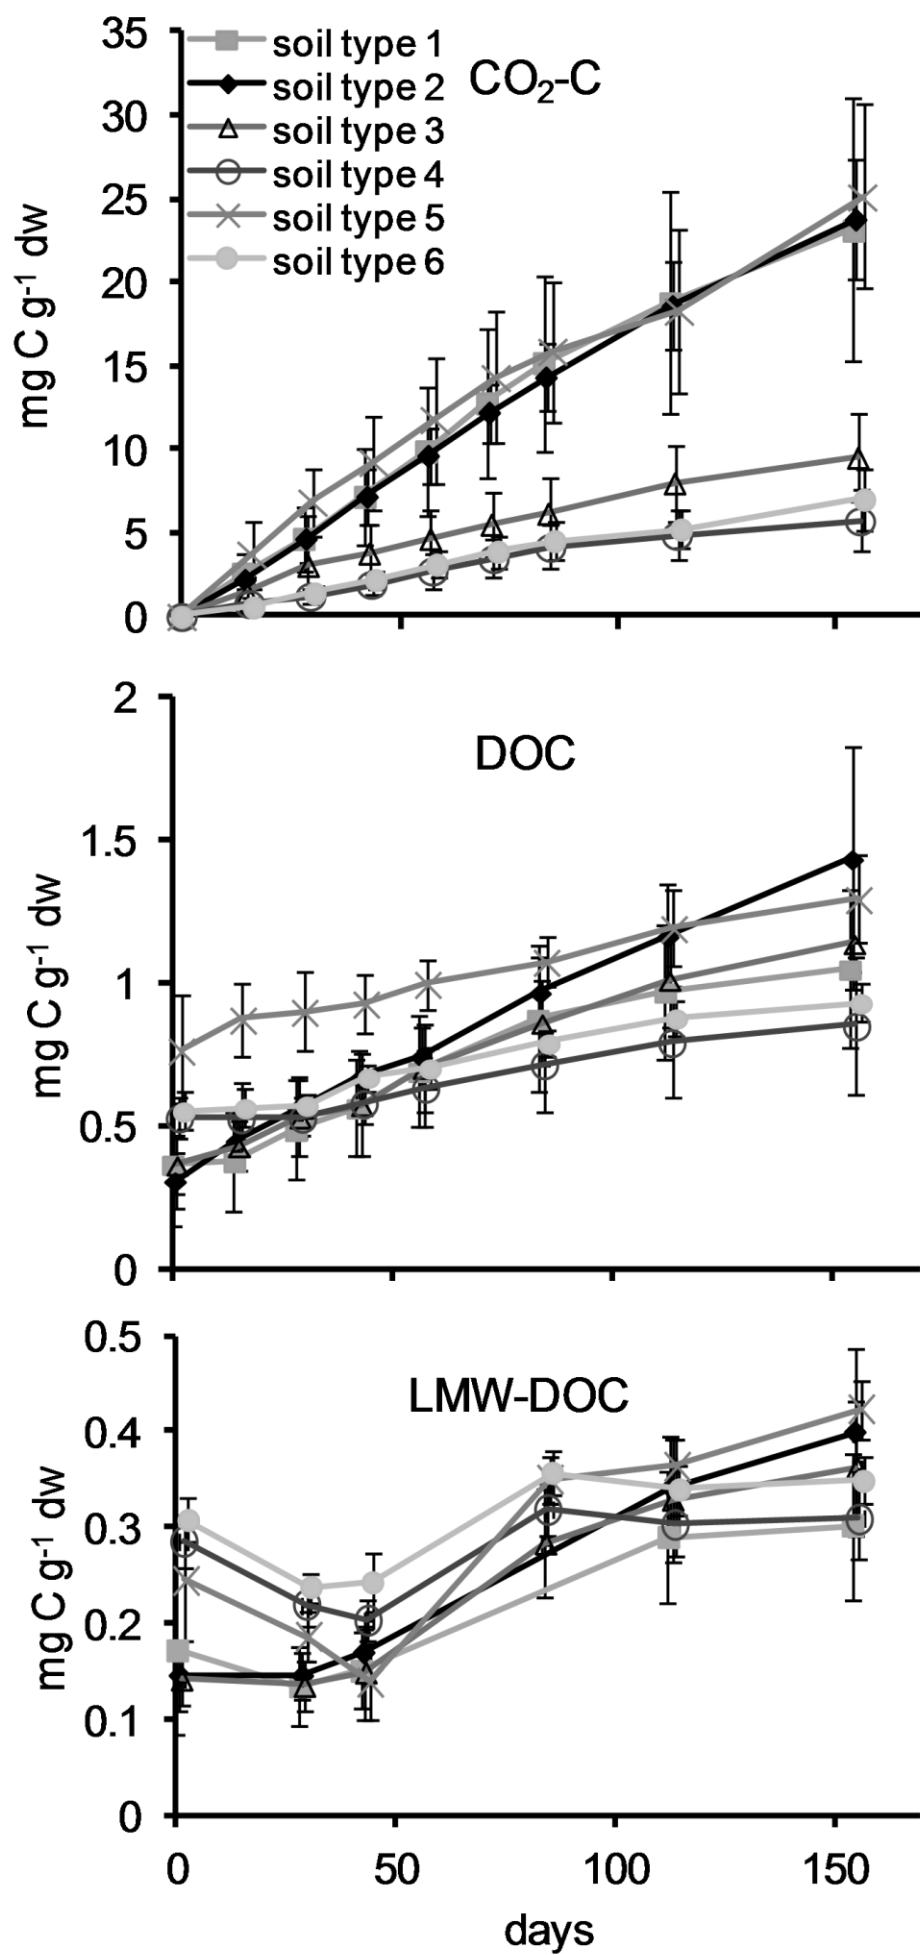 35
soil type 1
CO₂-C
soil type 2
30
soil type 3
soil type 4
25
soil type 5
soil type 6
20
15
10
5
0
mg C g⁻¹ dw
2
DOC
1.5
1
0.5
0
mg C g⁻¹ dw
0.5
LMW-DOC
0.4
0.3
0.2
0.1
0
mg C g⁻¹ dw
0 50 100 150
days